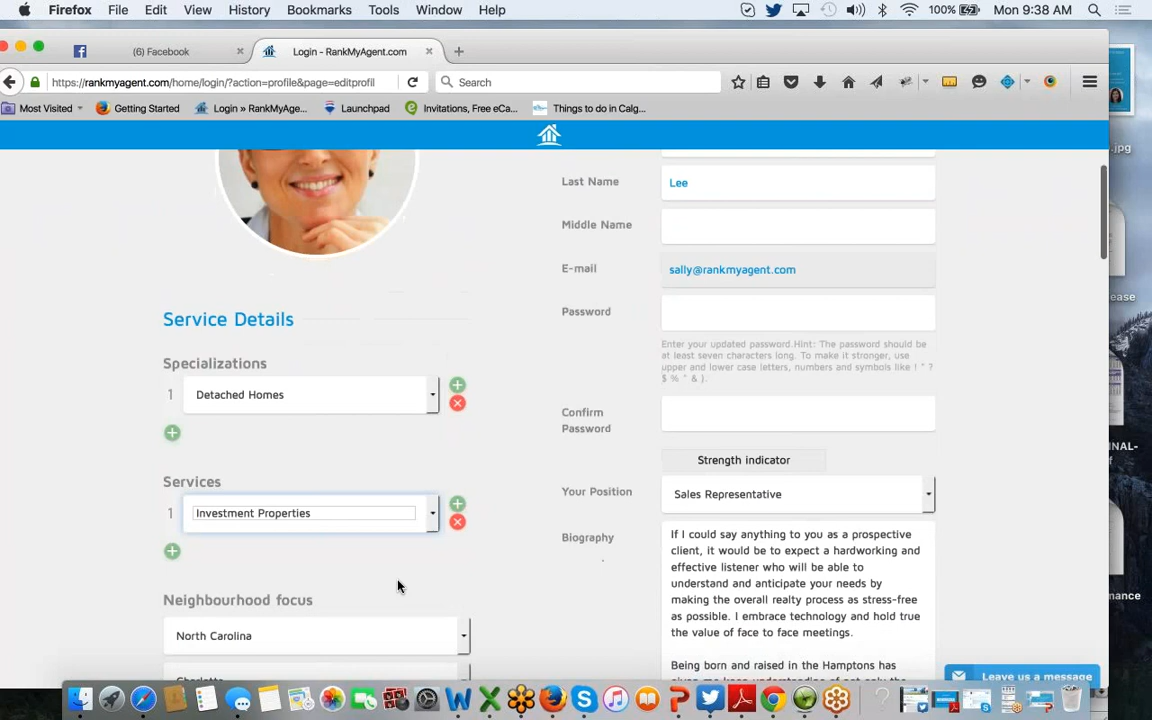 Firefox File Edit View History Bookmarks Tools Window Help 100% Mon 9:38 AM
(6) Facebook Login - RankMyAgent.com
https://rankmyagent.com/home/login/?action=profile&page=editprofil Search
Most Visited Getting Started Login » RankMyAge... Launchpad Invitations, Free eCa... Things to do in Calg...
.jpg
Last Name Lee
Middle Name
E-mail sally@rankmyagent.com
Password
Enter your updated password.Hint: The password should be
at least seven characters long. To make it stronger, use
upper and lower case letters, numbers and symbols like ! " ?
$ % ^ & ).
Confirm
Password
Strength indicator
Your Position Sales Representative
Biography
If I could say anything to you as a prospective
client, it would be to expect a hardworking and
effective listener who will be able to
understand and anticipate your needs by
making the overall realty process as stress-free
as possible. I embrace technology and hold true
the value of face to face meetings.
Being born and raised in the Hamptons has
Service Details
Specializations
1 Detached Homes
Services
1 Investment Properties
Neighbourhood focus
North Carolina
Charlotte
Leave us a message
ease
INAL-
f
mance